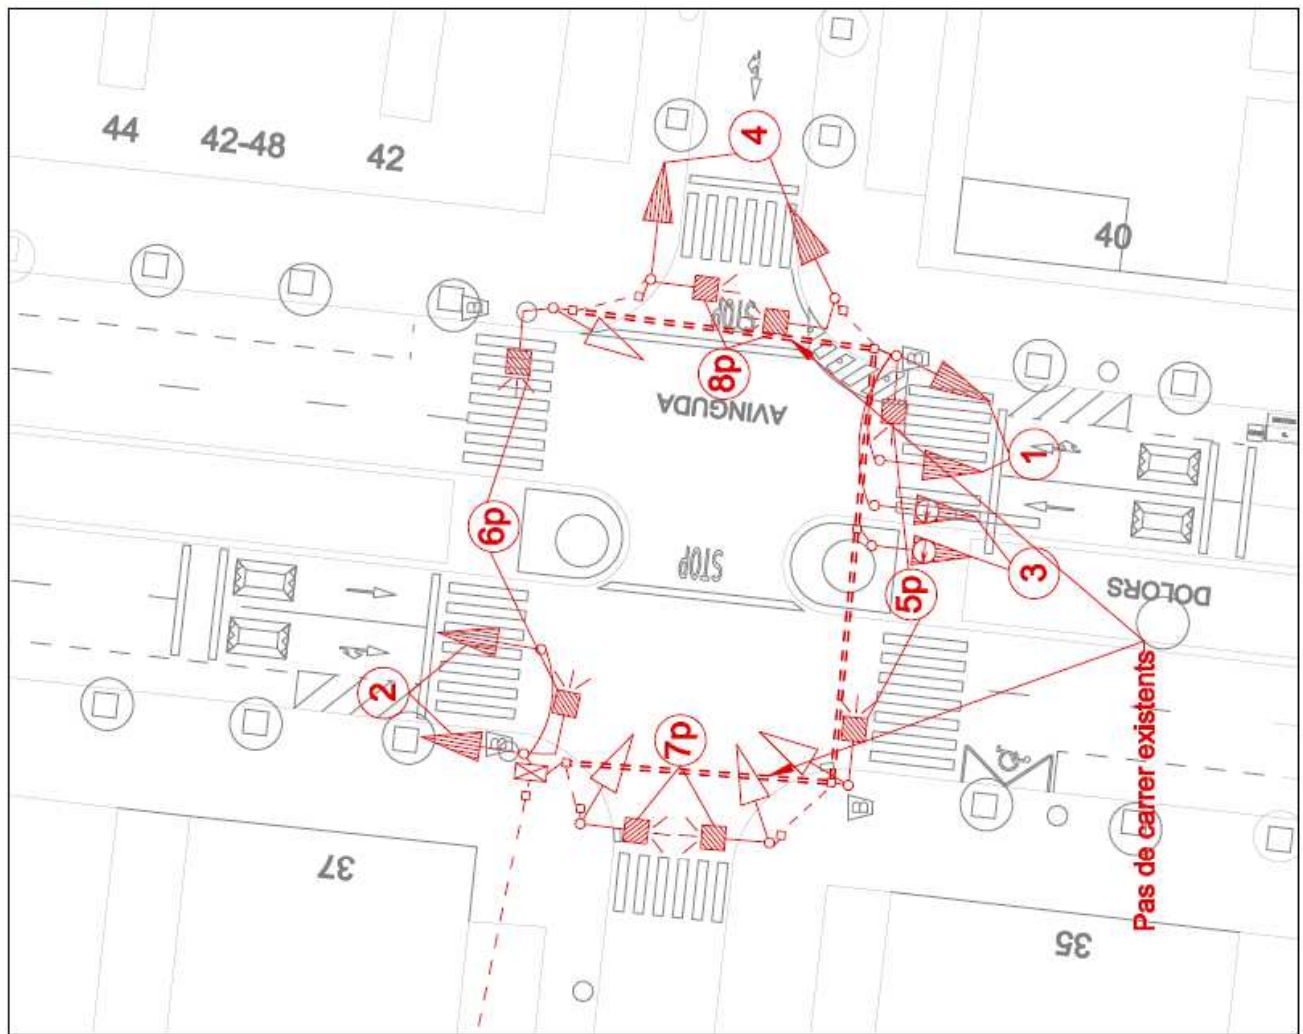 44
42-48
42
4
40
B
STOP
8p
B
AVINGUDA
1
6p
STOP
3
5p
DOLORS
2
7p
B
B
37
35
Pas de carrer existents